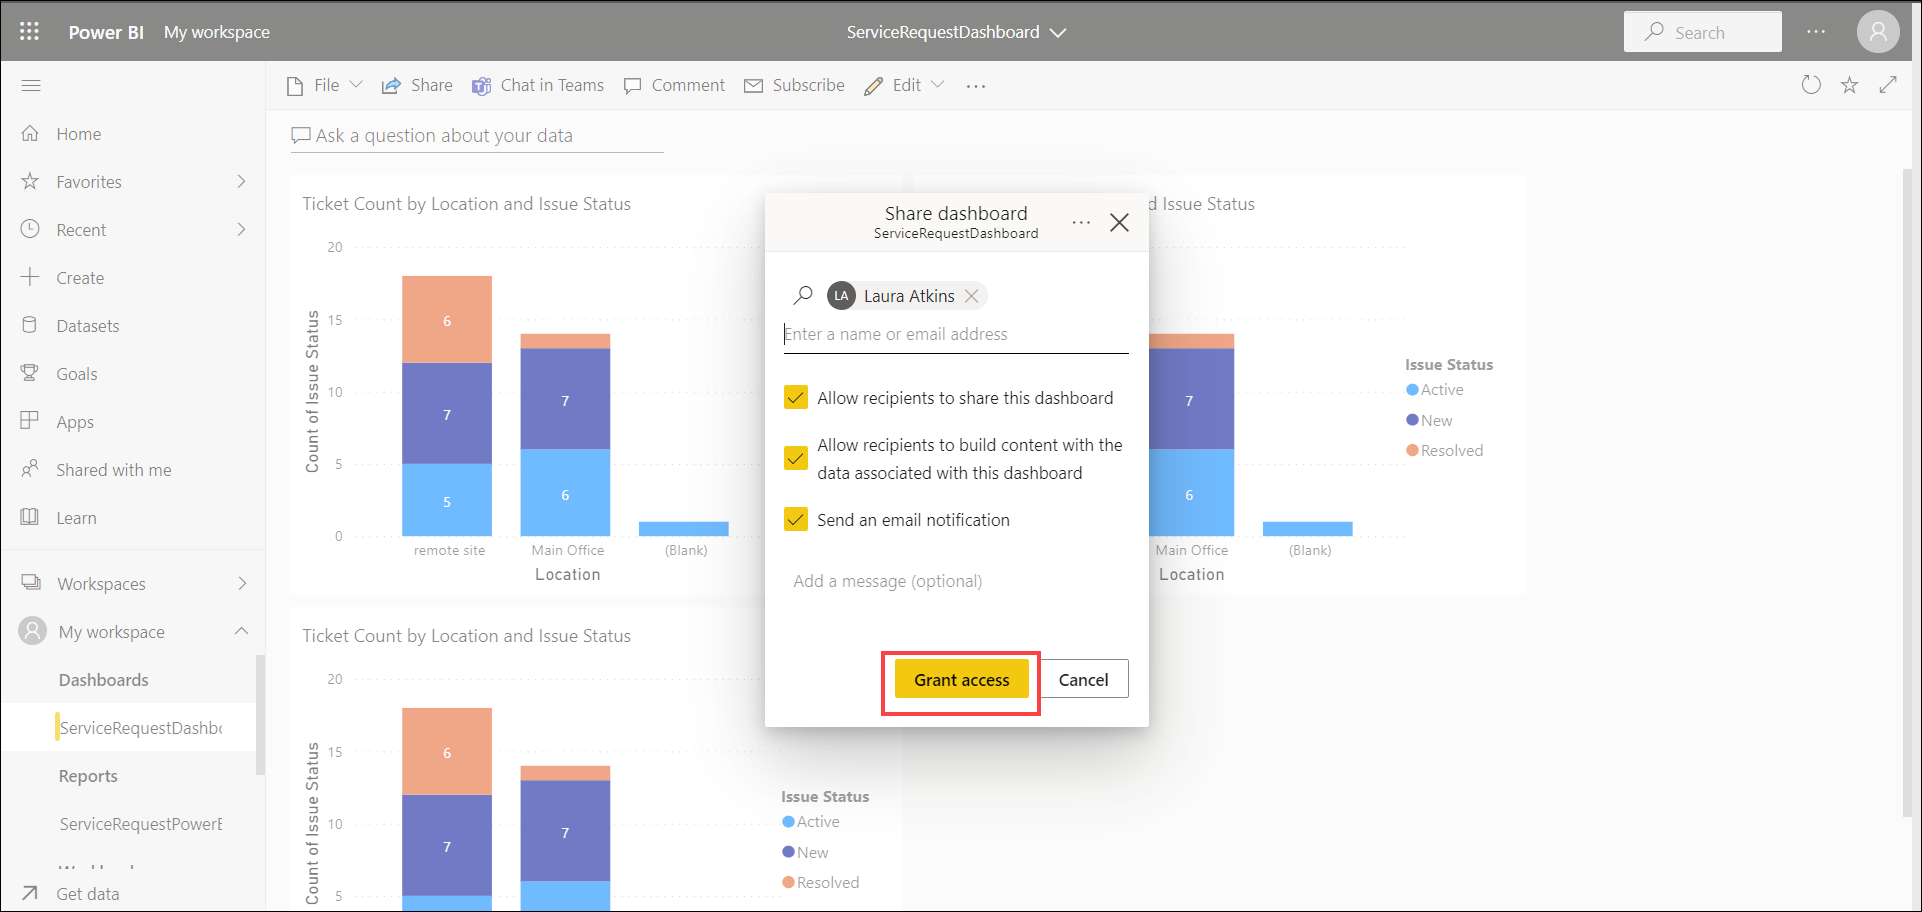 Power BI My workspace
ServiceRequestDashboard
Search
File Share Chat in Teams Comment Subscribe Edit
Home
Favorites
Recent
Create
Datasets
Goals
Apps
Shared with me
Learn
Workspaces
My workspace
Dashboards
ServiceRequestDashbo
Reports
ServiceRequestPowerB
Get data
Ask a question about your data
Ticket Count by Location and Issue Status
Count of Issue Status
20
15
10
5
0
6
7
5
7
6
remote site Main Office (Blank)
Location
d Issue Status
7
6
Main Office (Blank)
Location
Issue Status
Active
New
Resolved
Share dashboard
ServiceRequestDashboard
LA Laura Atkins
Enter a name or email address
Allow recipients to share this dashboard
Allow recipients to build content with the
data associated with this dashboard
Send an email notification
Add a message (optional)
Grant access Cancel
Ticket Count by Location and Issue Status
Count of Issue Status
20
15
10
5
6
7
7
Issue Status
Active
New
Resolved